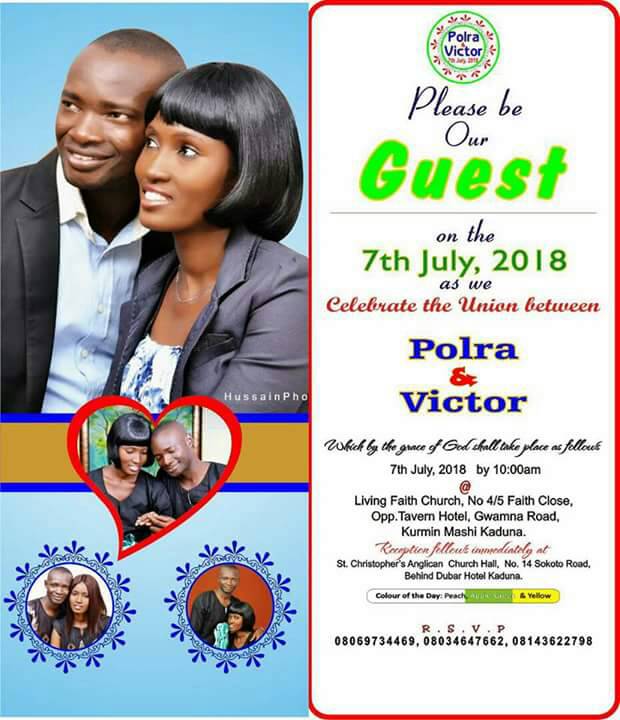 Polra
&
Victor
7th July, 2018
Please be
Our
Guest
on the
7th July, 2018
as we
Celebrate the Union between
Polra
&
Victor
Which by the grace of God shall take place as follows
7th July, 2018 by 10:00am
@
Living Faith Church, No 4/5 Faith Close,
Opp.Tavern Hotel, Gwamna Road,
Kurmin Mashi Kaduna.
Reception follows immediately at
St. Christopher's Anglican Church Hall, No. 14 Sokoto Road,
Behind Dubar Hotel Kaduna.
Colour of the Day: Peach, Apple Green & Yellow
R . S . V . P
08069734469, 08034647662, 08143622798
HussainPho